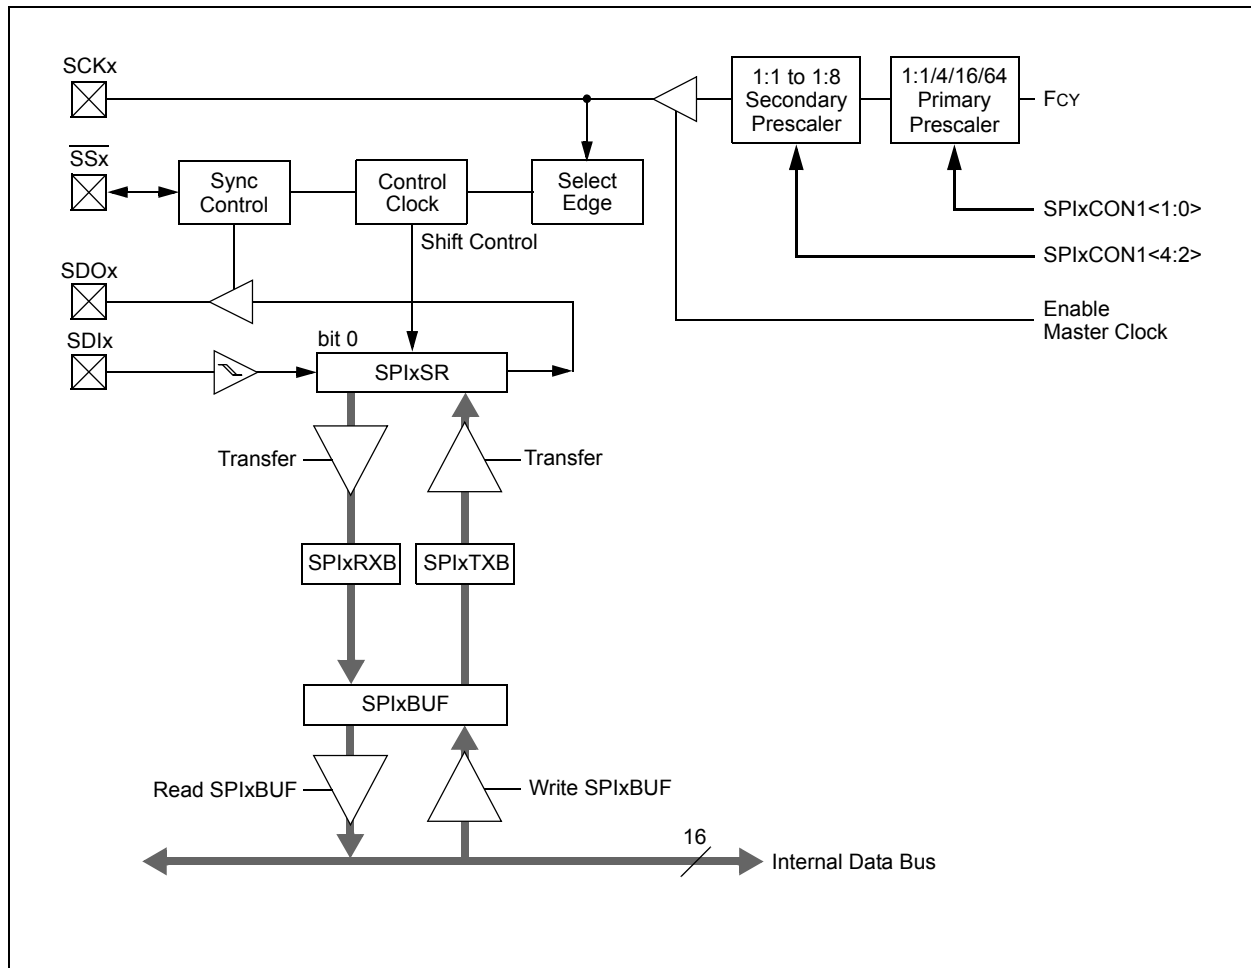 SCKx
1:1 to 1:8
Secondary
Prescaler
1:1/4/16/64
Primary
Prescaler
FCY
SSx
Sync
Control
Control
Clock
Select
Edge
SPIxCON1<1:0>
Shift Control
SPIxCON1<4:2>
SDOx
Enable
Master Clock
SDIx
bit 0
SPIxSR
Transfer
Transfer
SPIxRXB
SPIxTXB
SPIxBUF
Read SPIxBUF
Write SPIxBUF
16
Internal Data Bus